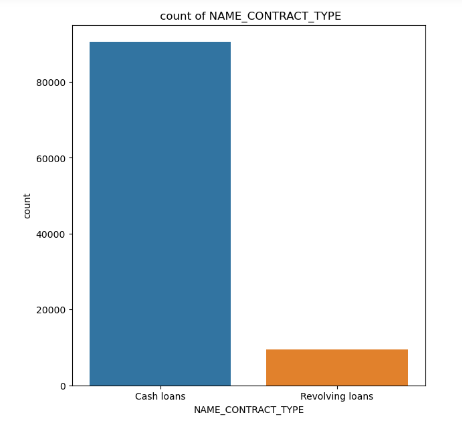 count of NAME_CONTRACT_TYPE
80000
60000
40000
20000
0
count
Cash loans Revolving loans
NAME_CONTRACT_TYPE